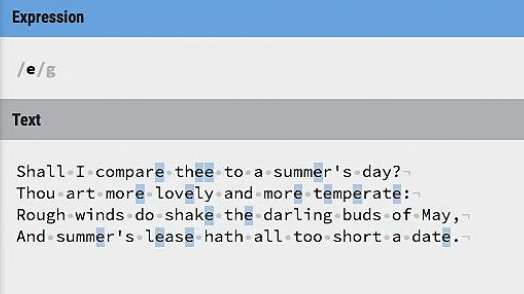 Expression
/e/g
Text
Shall·I·compare·thee·to·a·summer's·day?¬
Thou·art·more·lovely·and·more·temperate:¬
Rough·winds·do·shake·the·darling·buds·of·May,¬
And·summer's·lease·hath·all·too·short·a·date.¬